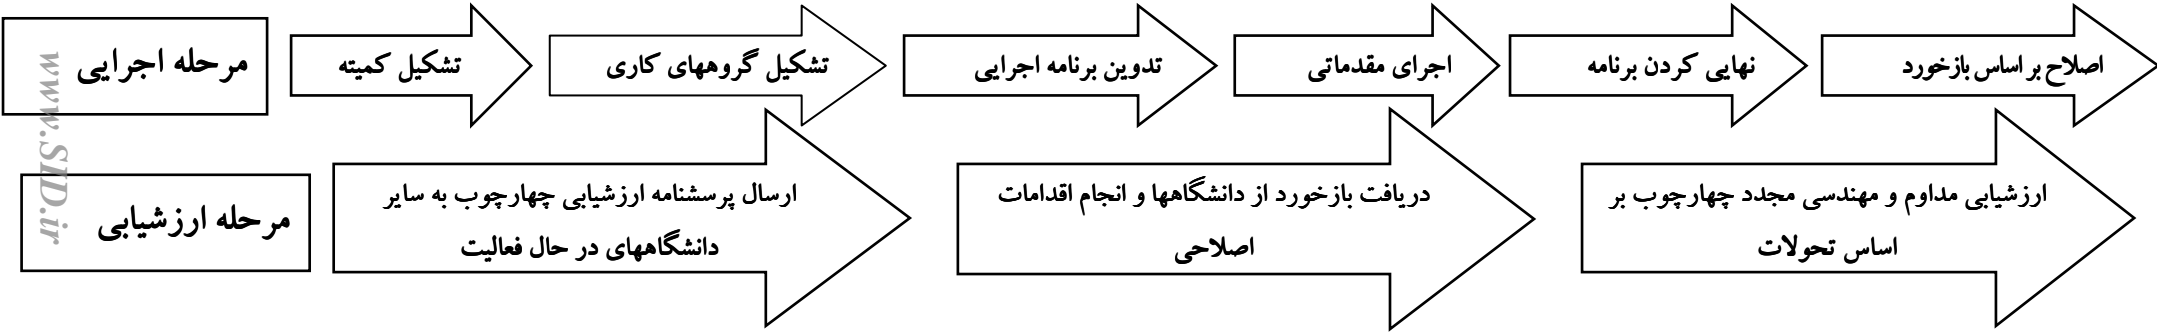 مرحله اجرایی
تشکیل کمیته
تشکیل گروههای کاری
تدوین برنامه اجرایی
اجرای مقدماتی
نهایی کردن برنامه
اصلاح بر اساس بازخورد
مرحله ارزشیابی
ارسال پرسشنامه ارزشیابی چهارچوب به سایر
دانشگاههای در حال فعالیت
دریافت بازخورد از دانشگاهها و انجام اقدامات
اصلاحی
ارزشیابی مداوم و مهندسی مجدد چهارچوب بر
اساس تحولات
www.SID.ir